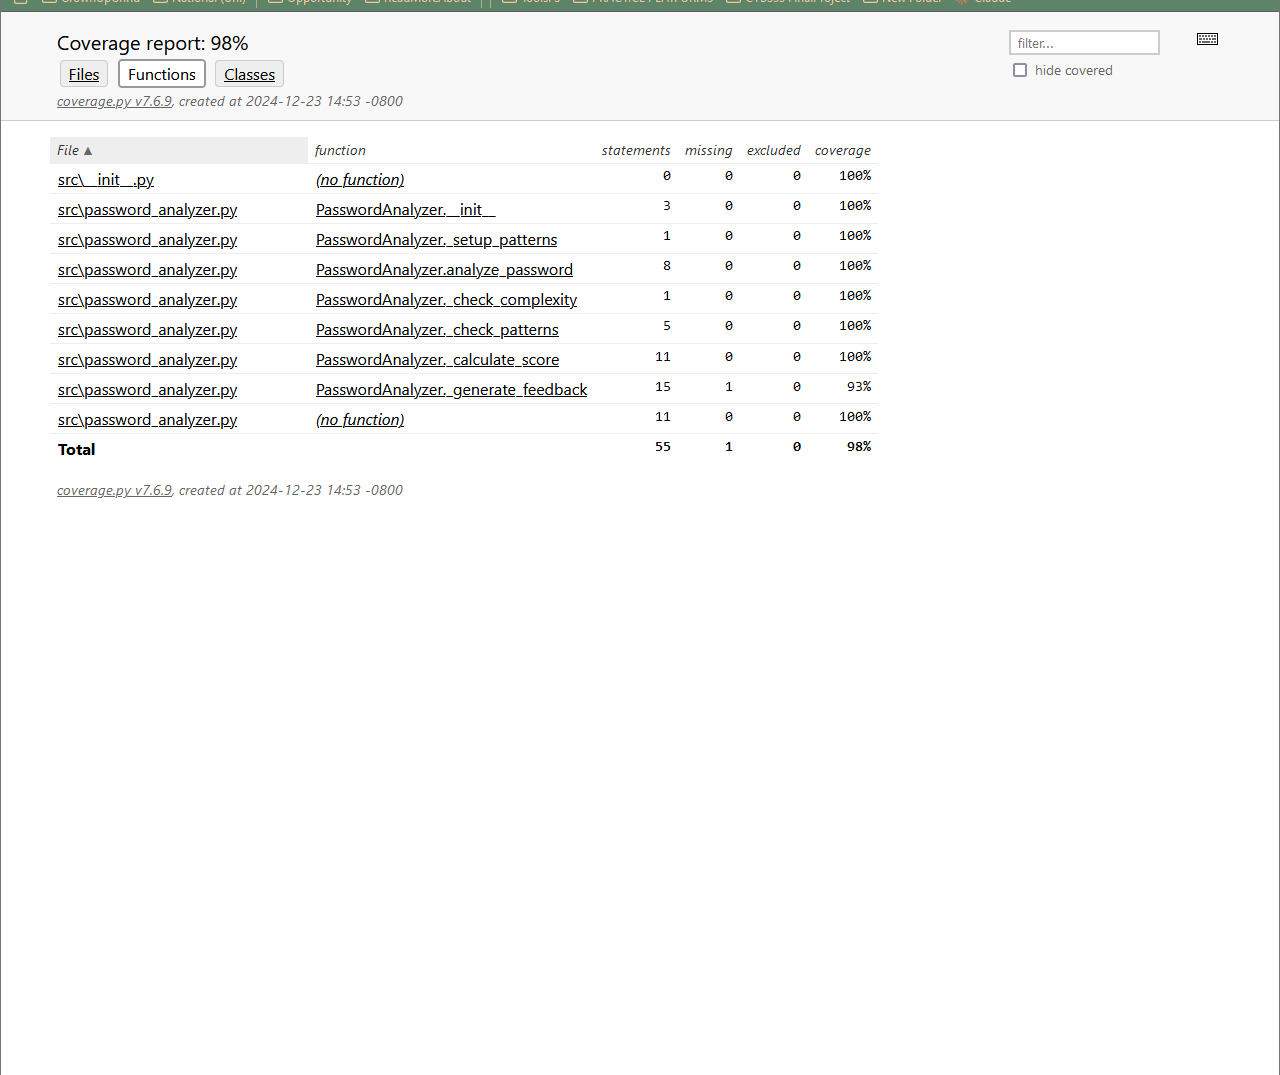 Coverage report: 98%
filter...
hide covered
Files Functions Classes
coverage.py v7.6.9, created at 2024-12-23 14:53 -0800
File ▲ function statements missing excluded coverage
src\__init__.py (no function) 0 0 0 100%
src\password_analyzer.py PasswordAnalyzer.__init__ 3 0 0 100%
src\password_analyzer.py PasswordAnalyzer._setup_patterns 1 0 0 100%
src\password_analyzer.py PasswordAnalyzer.analyze_password 8 0 0 100%
src\password_analyzer.py PasswordAnalyzer._check_complexity 1 0 0 100%
src\password_analyzer.py PasswordAnalyzer._check_patterns 5 0 0 100%
src\password_analyzer.py PasswordAnalyzer._calculate_score 11 0 0 100%
src\password_analyzer.py PasswordAnalyzer._generate_feedback 15 1 0 93%
src\password_analyzer.py (no function) 11 0 0 100%
Total 55 1 0 98%
coverage.py v7.6.9, created at 2024-12-23 14:53 -0800